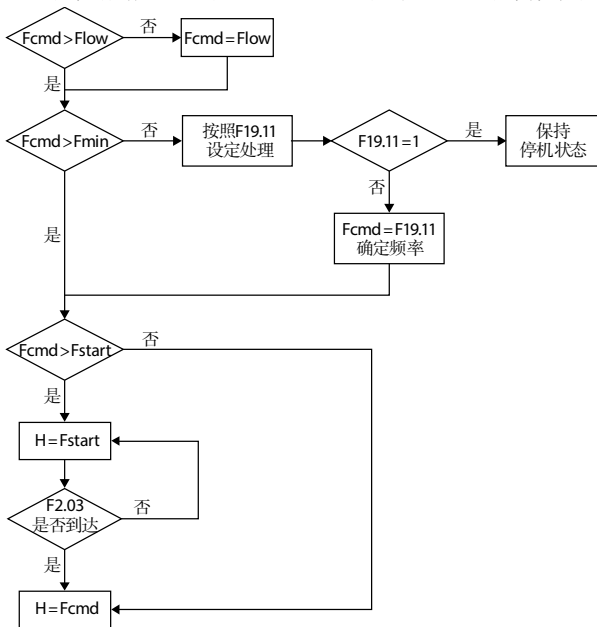 Fcmd>Flow
否
Fcmd=Flow
是
Fcmd>Fmin
否
按照F19.11
设定处理
F19.11=1
是
保持
停机状态
否
Fcmd=F19.11
确定频率
是
Fcmd>Fstart
否
是
H=Fstart
F2.03
是否到达
否
是
H=Fcmd